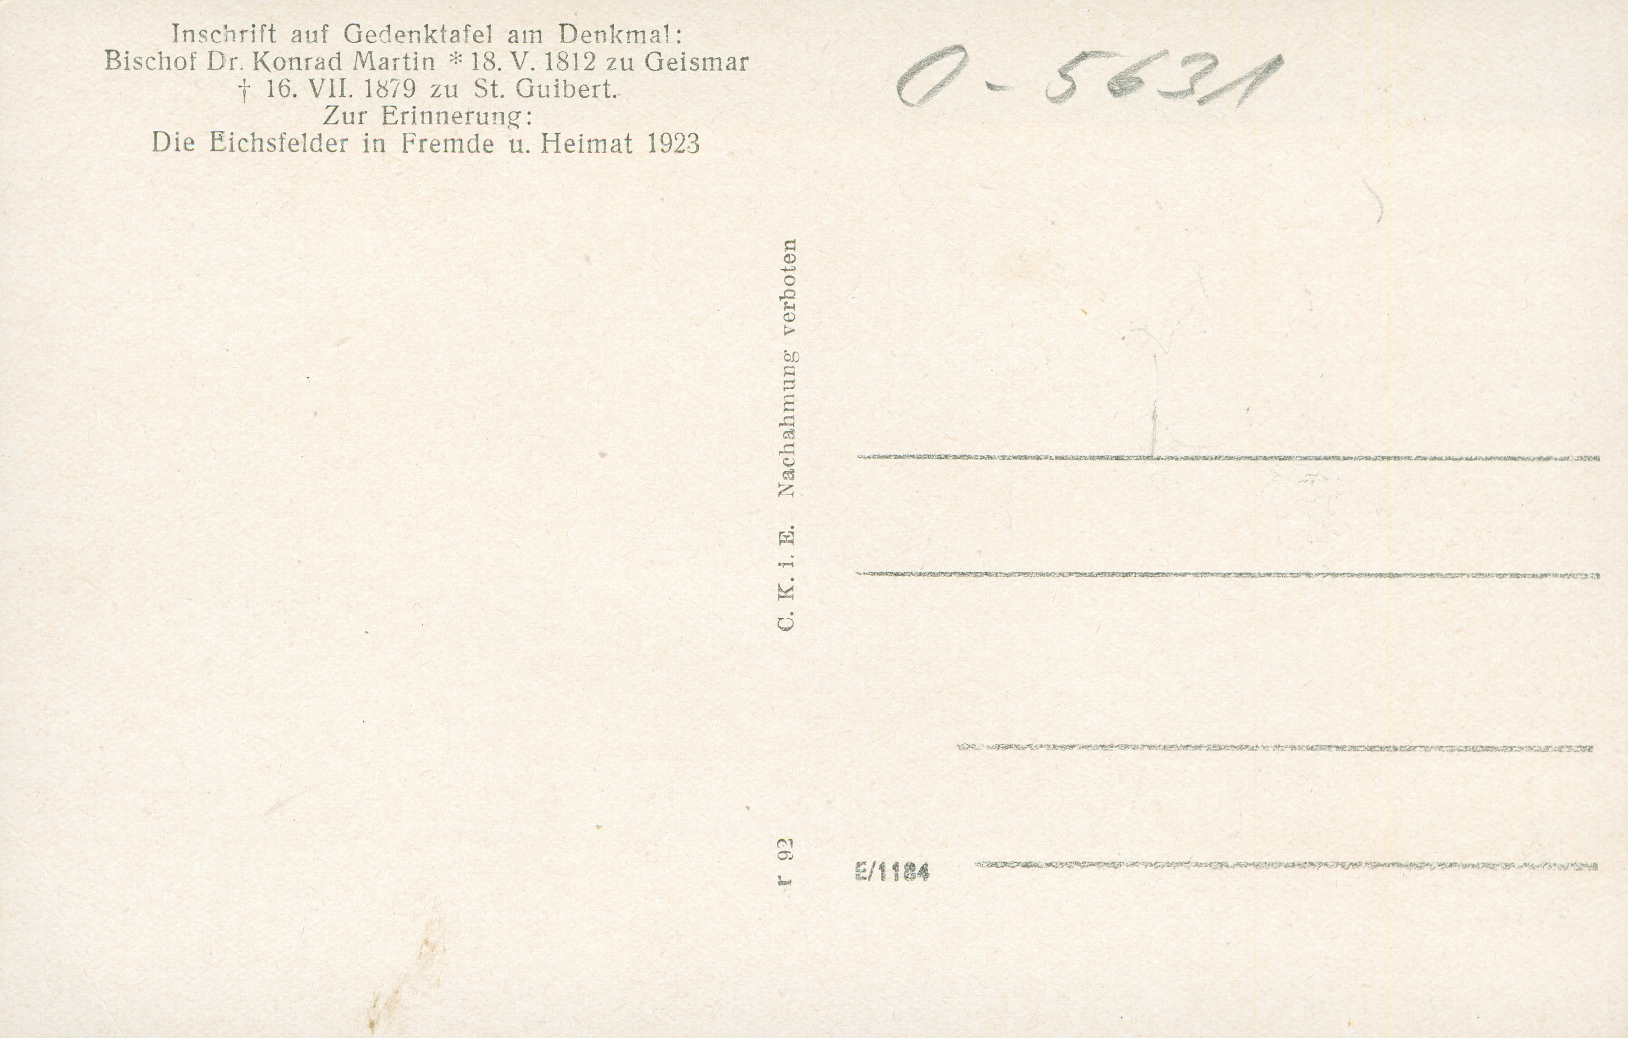 Inschrift auf Gedenktafel am Denkmal:
Bischof Dr. Konrad Martin * 18. V. 1812 zu Geismar
† 16. VII. 1879 zu St. Guibert.
Zur Erinnerung:
Die Eichsfelder in Fremde u. Heimat 1923
O-5631
C. K. i. E. Nachahmung verboten
r 92
E/1184